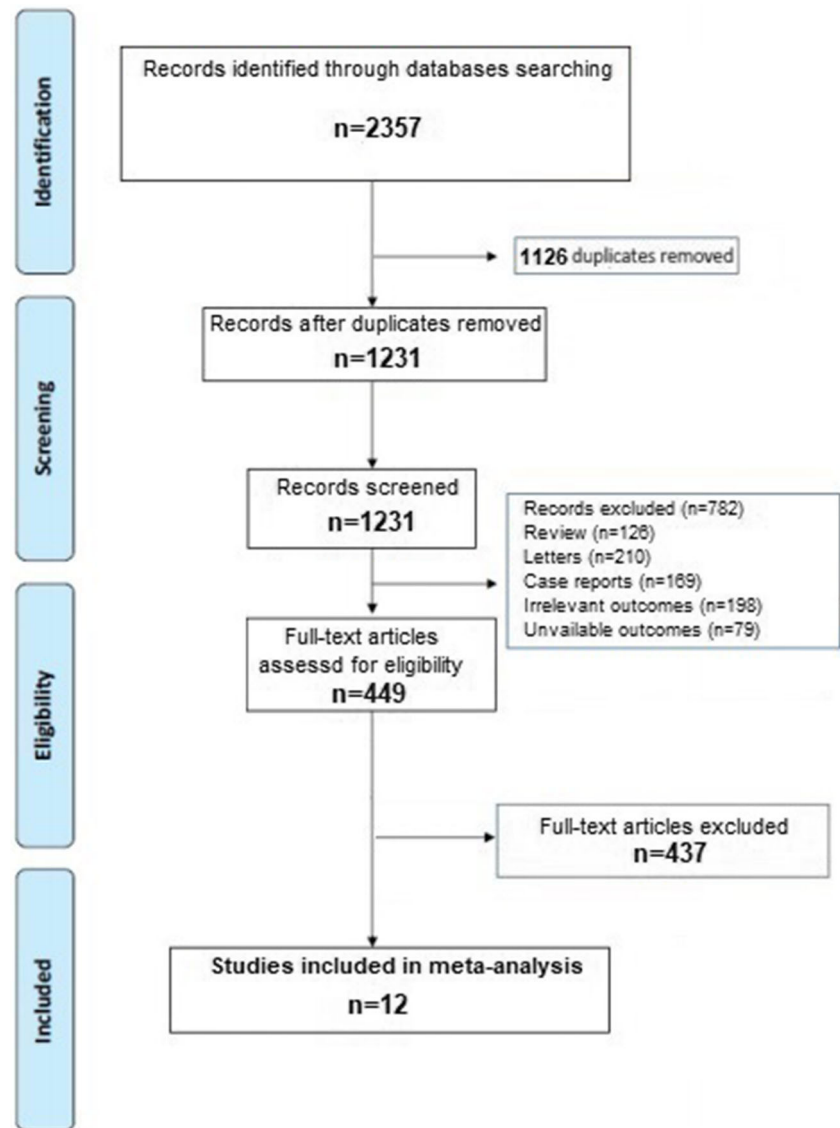 Identification
Records identified through databases searching
n=2357
1126 duplicates removed
Screening
Records after duplicates removed
n=1231
Records screened
n=1231
Records excluded (n=782)
Review (n=126)
Letters (n=210)
Case reports (n=169)
Irrelevant outcomes (n=198)
Unvailable outcomes (n=79)
Eligibility
Full-text articles
assessd for eligibility
n=449
Full-text articles excluded
n=437
Included
Studies included in meta-analysis
n=12